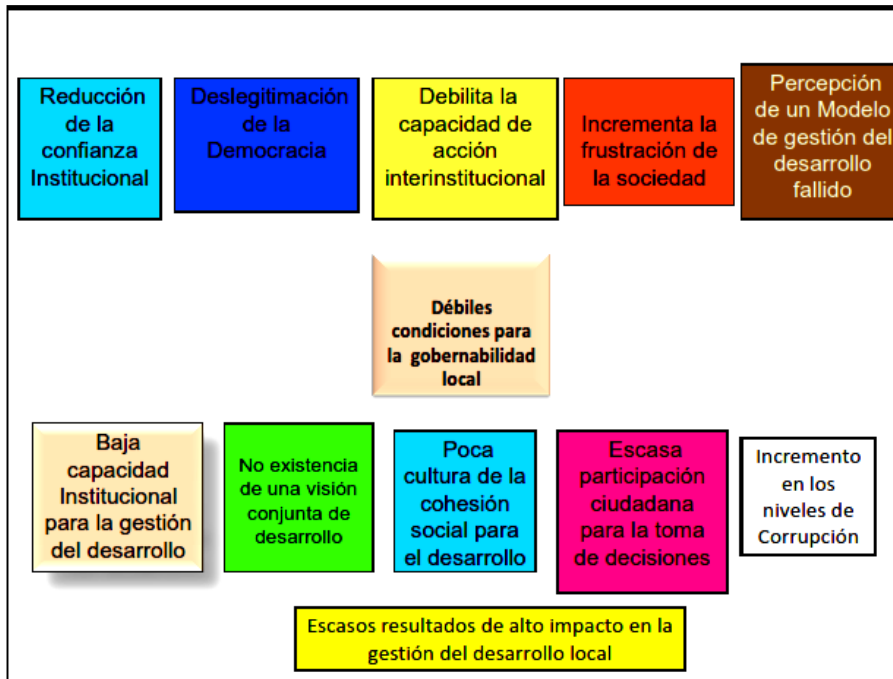 Reducción
de la
confianza
Institucional
Deslegitimación
de la
Democracia
Debilita la
capacidad de
acción
interinstitucional
Incrementa la
frustración de
la sociedad
Percepción
de un Modelo
de gestión del
desarrollo
fallido
Débiles
condiciones para
la gobernabilidad
local
Baja
capacidad
Institucional
para la gestión
del desarrollo
No existencia
de una visión
conjunta de
desarrollo
Poca
cultura de la
cohesión
social para
el desarrollo
Escasa
participación
ciudadana
para la toma
de decisiones
Incremento
en los
niveles de
Corrupción
Escasos resultados de alto impacto en la
gestión del desarrollo local